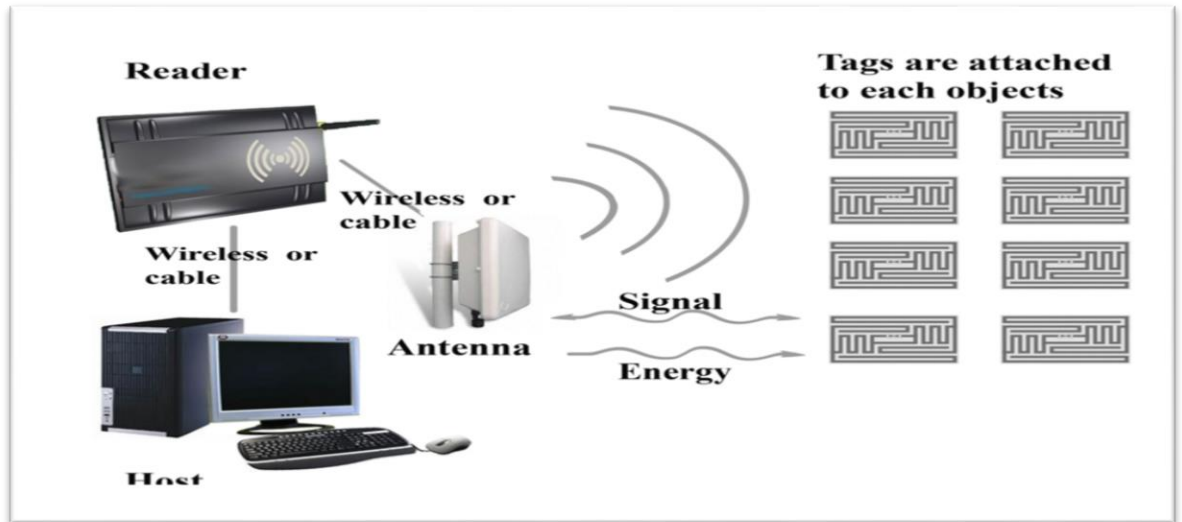 Reader
Tags are attached
to each objects
Wireless or
cable
Wireless or
cable
Signal
Antenna
Energy
Host